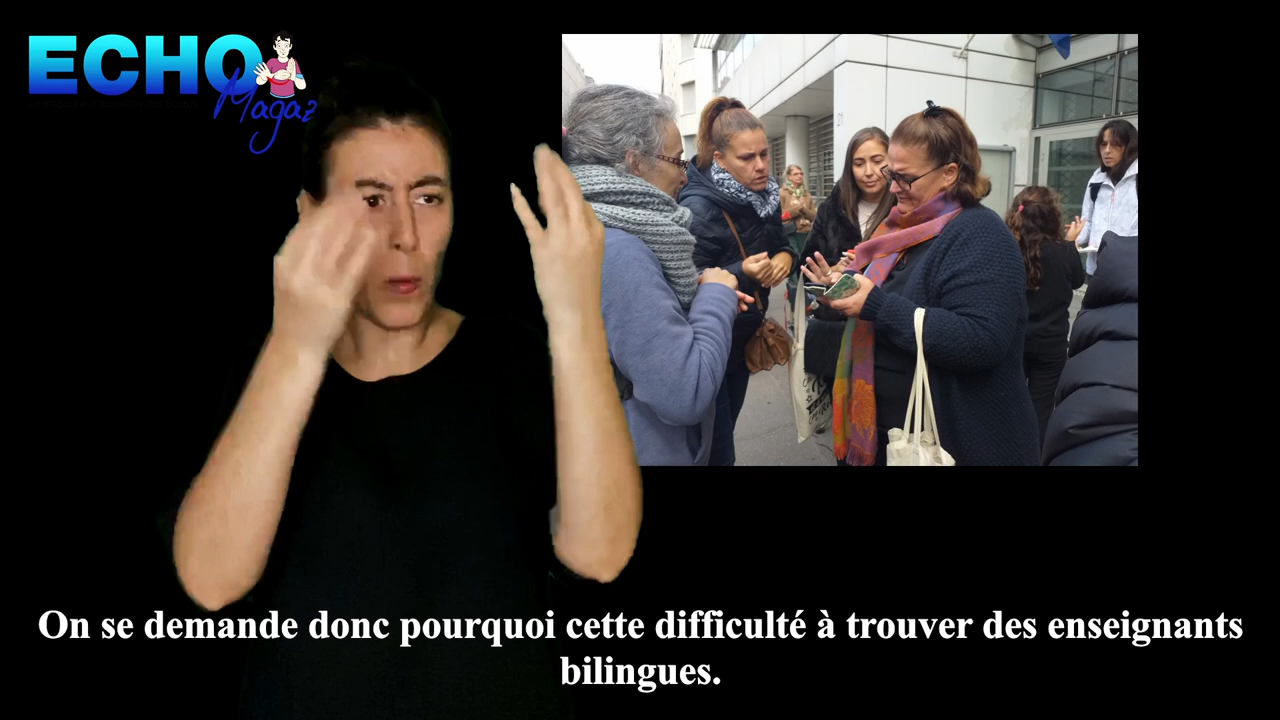 ECHO
Magaz
On se demande donc pourquoi cette difficulté à trouver des enseignants
bilingues.